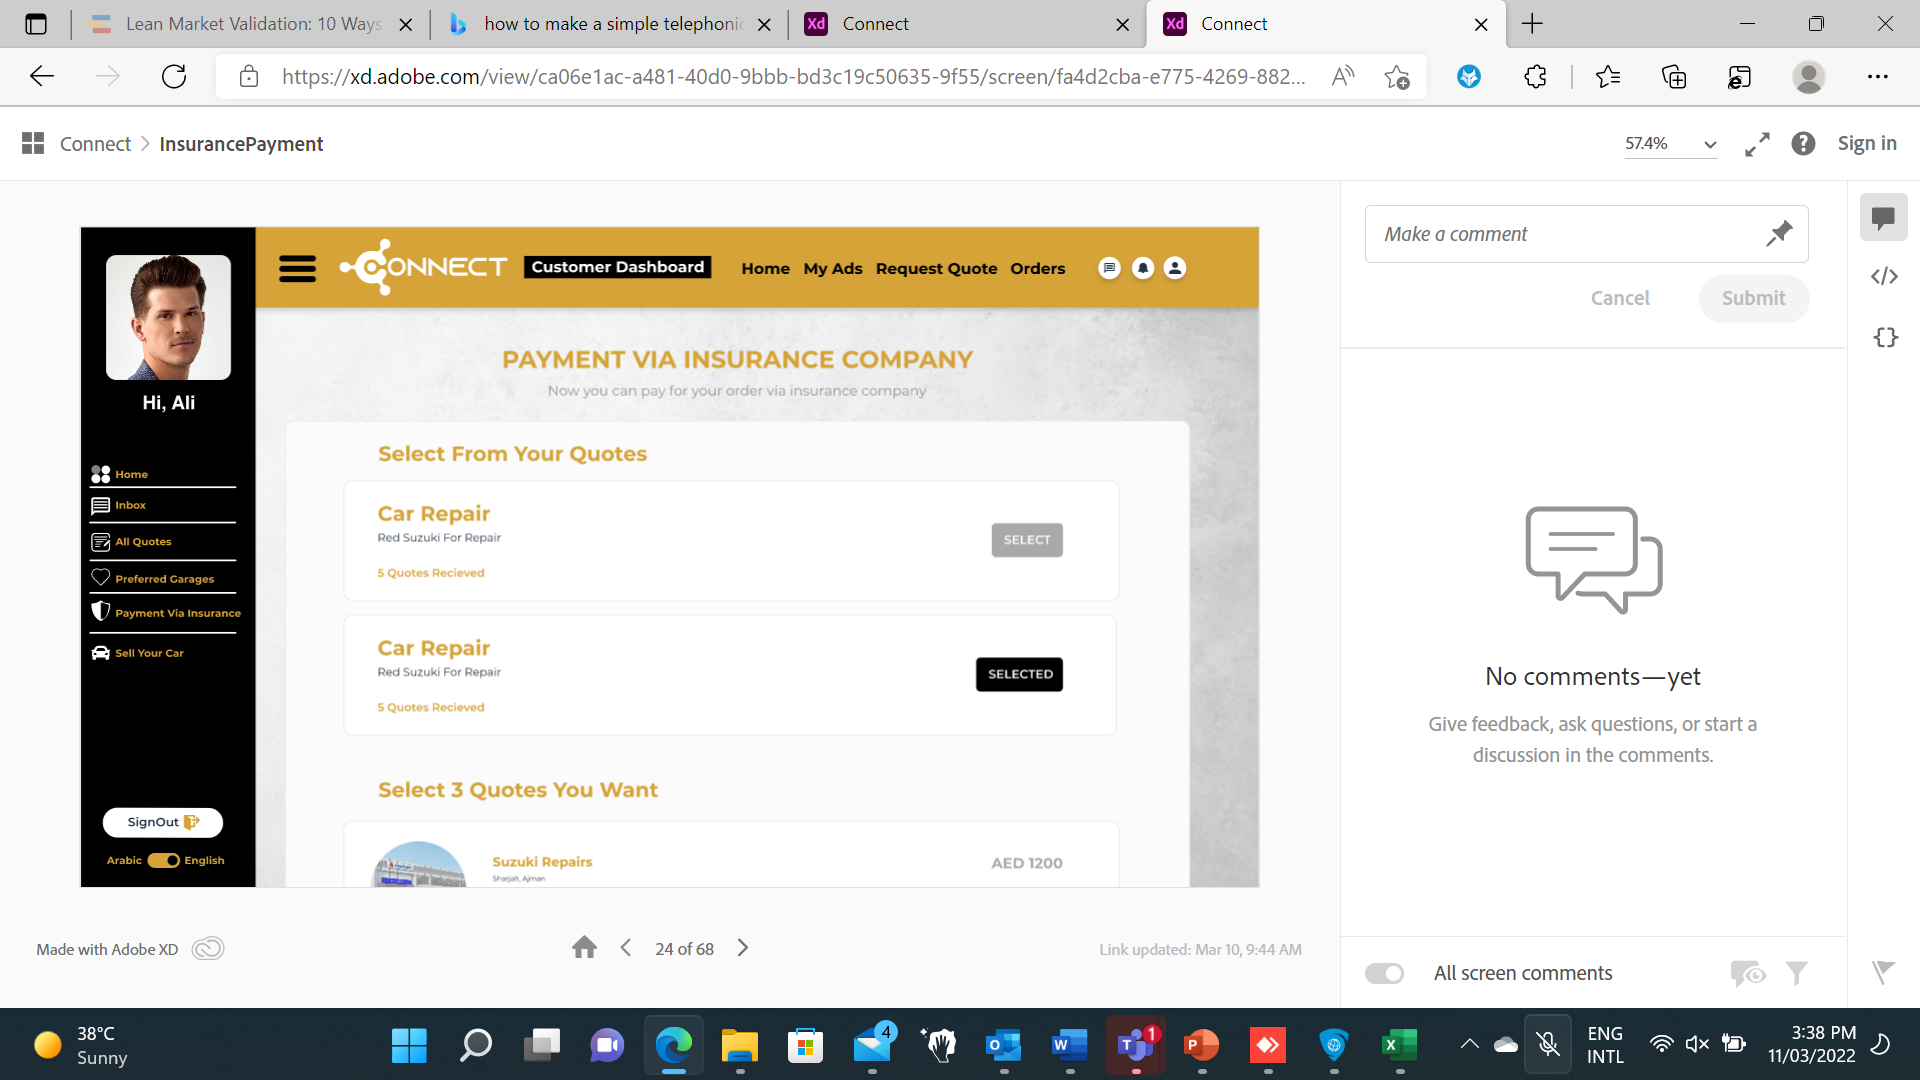 Lean Market Validation: 10 Ways
how to make a simple telephonic
Connect
Connect
https://xd.adobe.com/view/ca06e1ac-a481-40d0-9bbb-bd3c19c50635-9f55/screen/fa4d2cba-e775-4269-882...
Connect > InsurancePayment
57.4%
Sign in
Make a comment
Cancel
Submit
CONNECT
Customer Dashboard
Home My Ads Request Quote Orders
Hi, Ali
Home
Inbox
All Quotes
Preferred Garages
Payment Via Insurance
Sell Your Car
SignOut
Arabic English
PAYMENT VIA INSURANCE COMPANY
Now you can pay for your order via insurance company
Select From Your Quotes
Car Repair
Red Suzuki For Repair
5 Quotes Recieved
SELECT
Car Repair
Red Suzuki For Repair
5 Quotes Recieved
SELECTED
Select 3 Quotes You Want
Suzuki Repairs
Sharjah, Ajman
AED 1200
No comments—yet
Give feedback, ask questions, or start a
discussion in the comments.
Made with Adobe XD
24 of 68
Link updated: Mar 10, 9:44 AM
All screen comments
38°C
Sunny
4
1
ENG
INTL
3:38 PM
11/03/2022